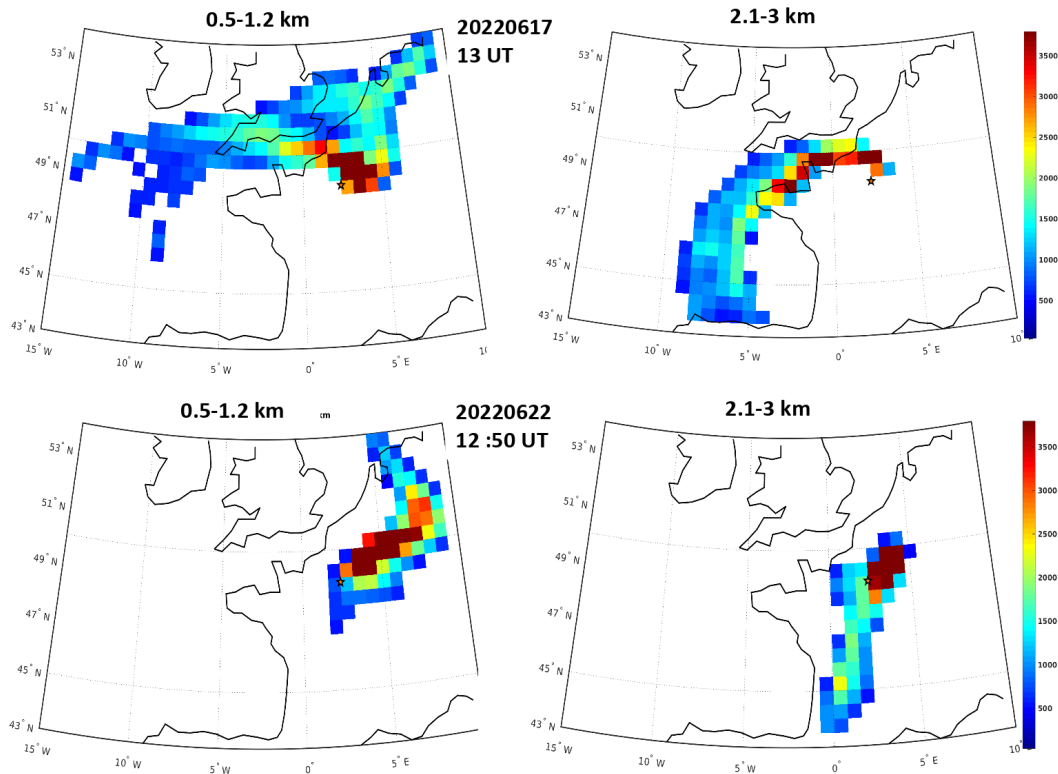 0.5-1.2 km
20220617
13 UT
2.1-3 km
53° N
51° N
49° N
47° N
45° N
43° N
15° W
10° W
5° W
0°
5° E
10
53° N
51° N
49° N
47° N
45° N
43° N
15° W
10° W
5° W
0°
5° E
10°
3500
3000
2500
2000
1500
1000
500
0.5-1.2 km
km
20220622
12 :50 UT
2.1-3 km
53° N
51° N
49° N
47° N
45° N
43° N
15° W
10° W
5° W
0°
5° E
53° N
51° N
49° N
47° N
45° N
43° N
15° W
10° W
5° W
0°
5° E
10°
3500
3000
2500
2000
1500
1000
500